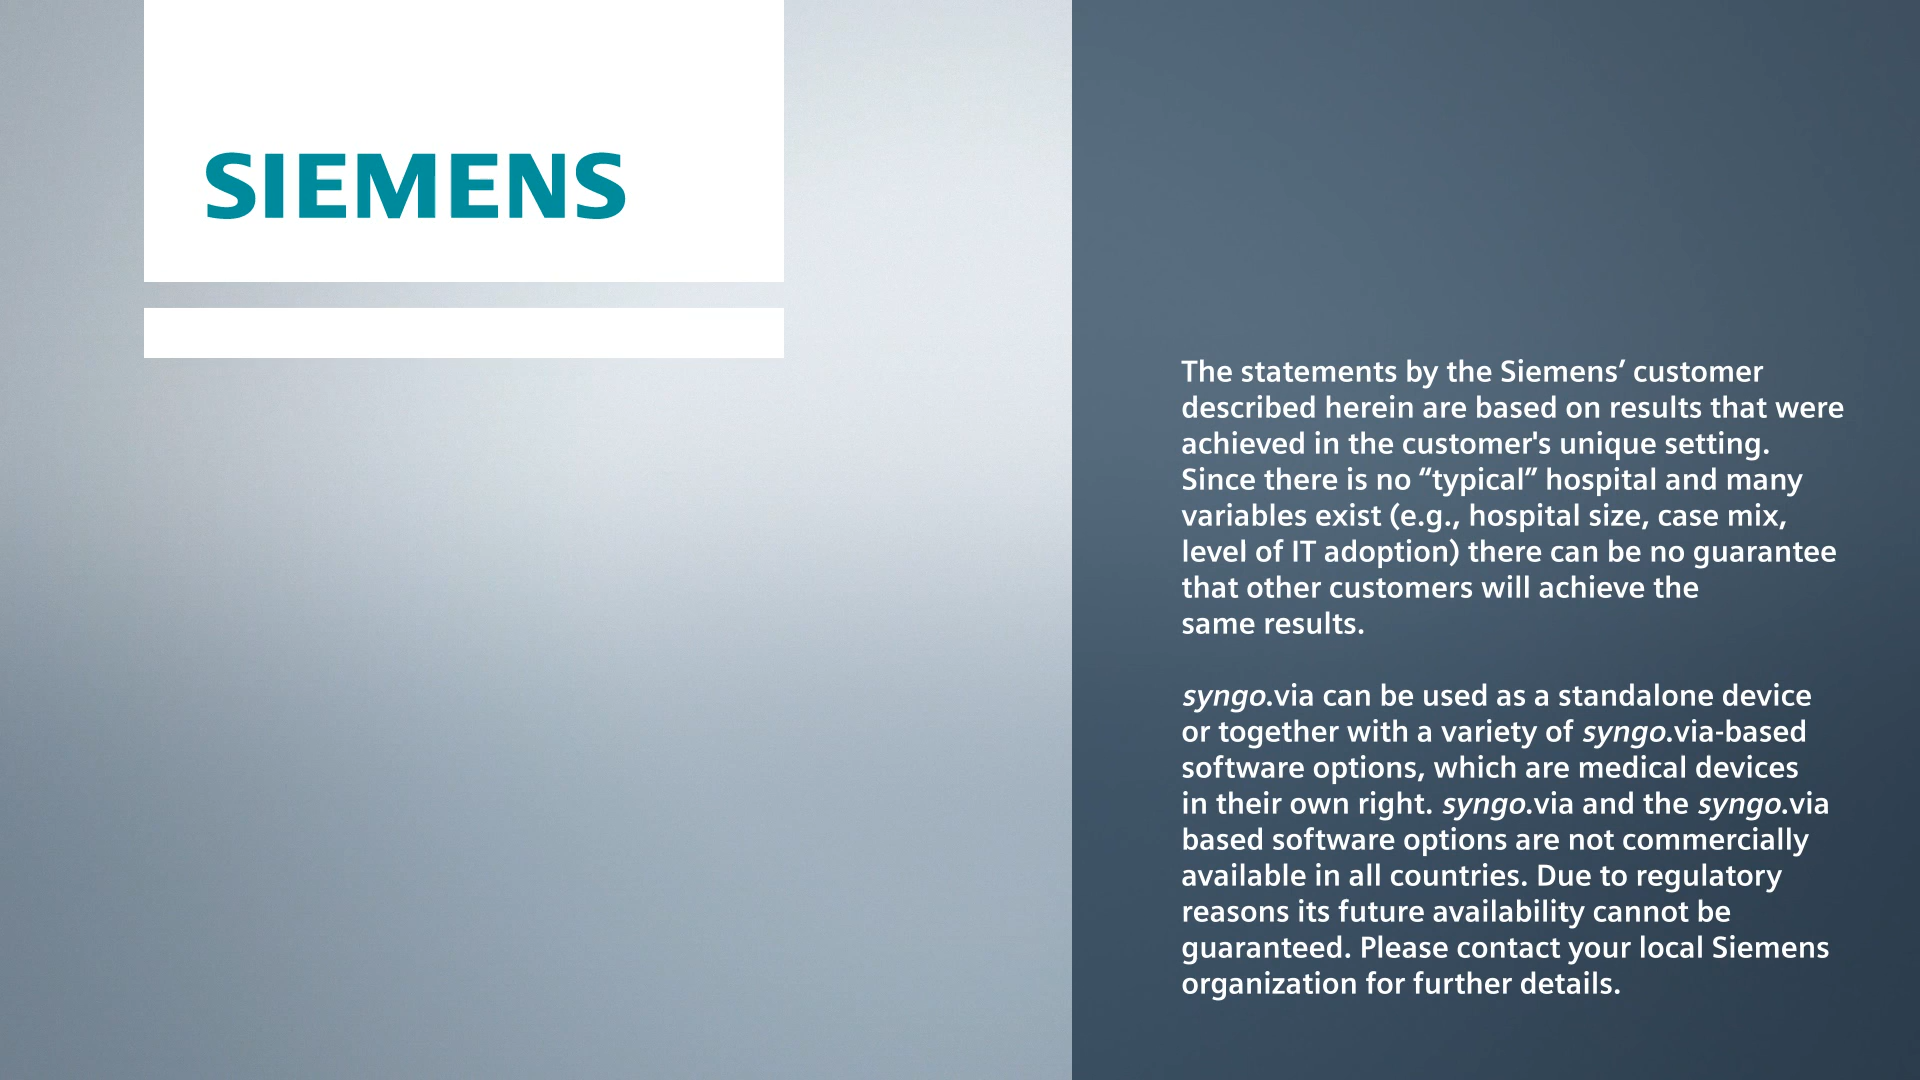 SIEMENS
The statements by the Siemens’ customer
described herein are based on results that were
achieved in the customer's unique setting.
Since there is no “typical” hospital and many
variables exist (e.g., hospital size, case mix,
level of IT adoption) there can be no guarantee
that other customers will achieve the
same results.
syngo.via can be used as a standalone device
or together with a variety of syngo.via-based
software options, which are medical devices
in their own right. syngo.via and the syngo.via
based software options are not commercially
available in all countries. Due to regulatory
reasons its future availability cannot be
guaranteed. Please contact your local Siemens
organization for further details.